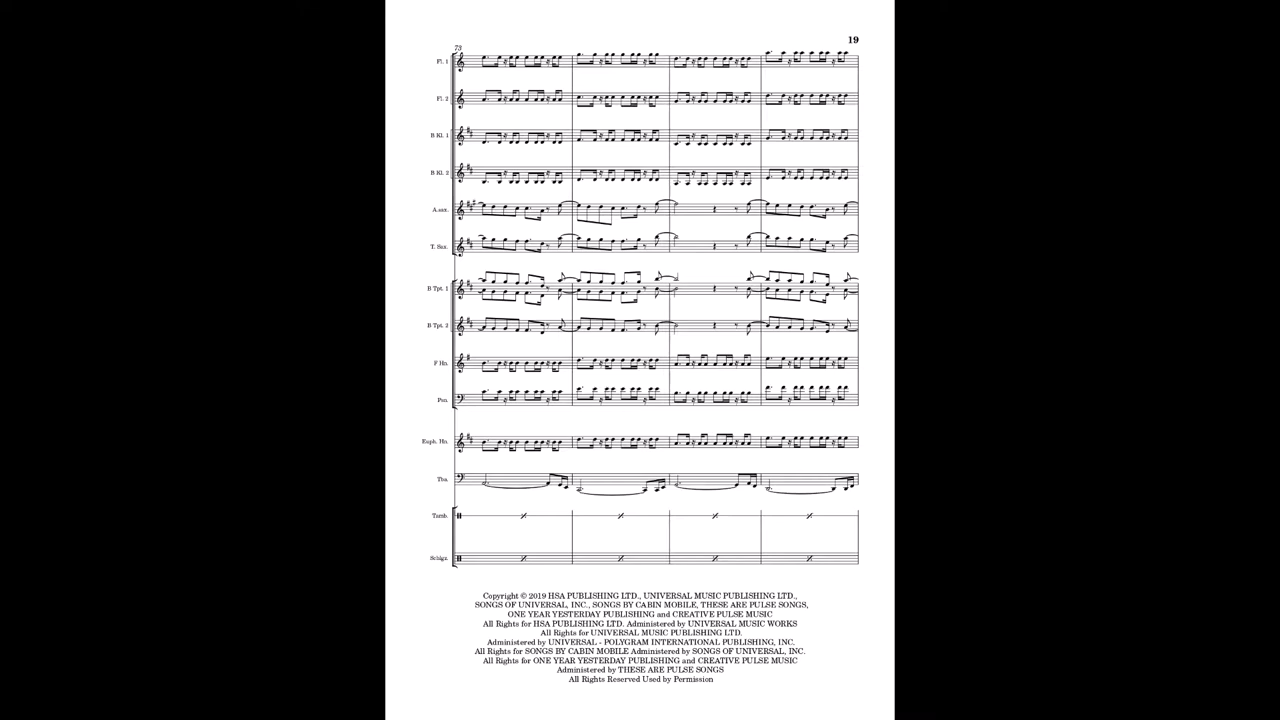 19
73
Fl. 1
Fl. 2
B Kl. 1
B Kl. 2
A.sax.
T. Sax.
B Tpt. 1
B Tpt. 2
F Hn.
Psn.
Euph. Hn.
Tba.
Tamb.
Schlgz.
Copyright © 2019 HSA PUBLISHING LTD., UNIVERSAL MUSIC PUBLISHING LTD.,
SONGS OF UNIVERSAL, INC., SONGS BY CABIN MOBILE, THESE ARE PULSE SONGS,
ONE YEAR YESTERDAY PUBLISHING and CREATIVE PULSE MUSIC
All Rights for HSA PUBLISHING LTD. Administered by UNIVERSAL MUSIC WORKS
All Rights for UNIVERSAL MUSIC PUBLISHING LTD.
Administered by UNIVERSAL - POLYGRAM INTERNATIONAL PUBLISHING, INC.
All Rights for SONGS BY CABIN MOBILE Administered by SONGS OF UNIVERSAL, INC.
All Rights for ONE YEAR YESTERDAY PUBLISHING and CREATIVE PULSE MUSIC
Administered by THESE ARE PULSE SONGS
All Rights Reserved Used by Permission